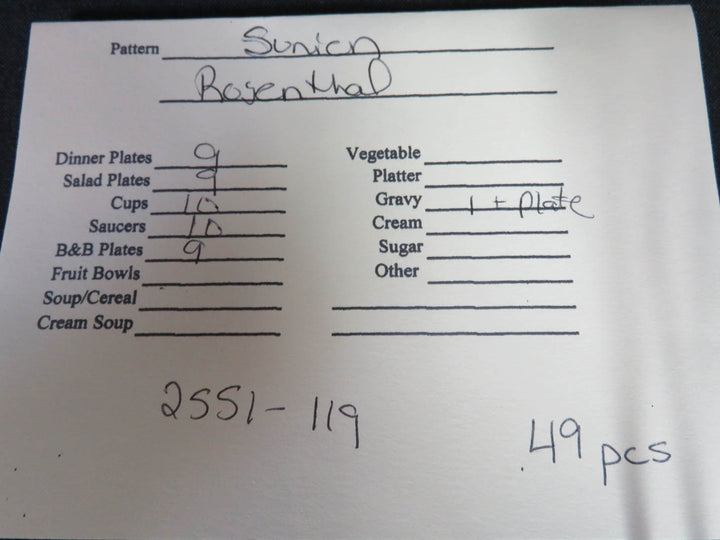 Pattern Sunion
Rosenthal
Dinner Plates 9
Salad Plates 9
Cups 10
Saucers 10
B&B Plates 9
Fruit Bowls
Soup/Cereal
Cream Soup
Vegetable
Platter
Gravy 1 + Plate
Cream
Sugar
Other
2551-119
49 pcs